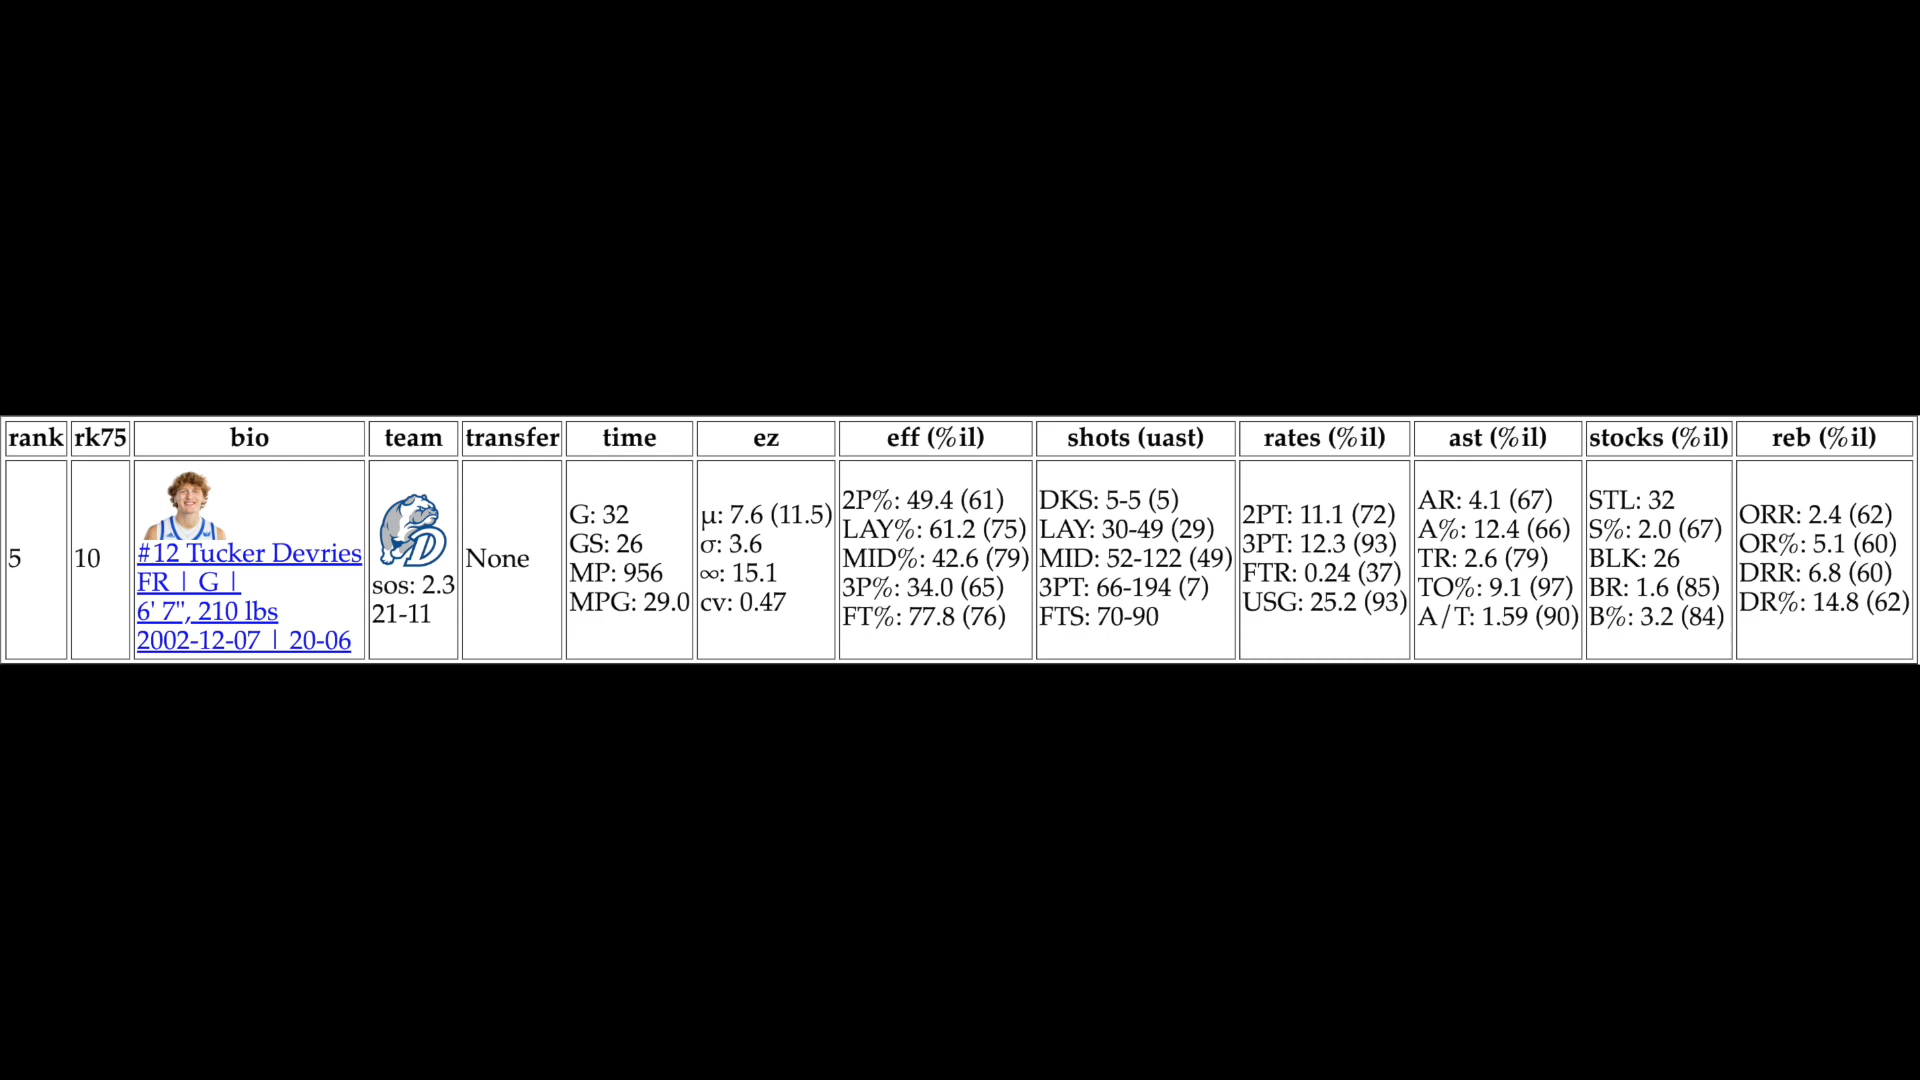 rank rk75 bio team transfer time ez eff (%il) shots (uast) rates (%il) ast (%il) stocks (%il) reb (%il)
5
10
#12 Tucker Devries
FR | G |
6' 7", 210 lbs
2002-12-07 | 20-06
D
sos: 2.3
21-11
None
G: 32
GS: 26
MP: 956
MPG: 29.0
μ: 7.6 (11.5)
σ: 3.6
∞: 15.1
cv: 0.47
2P%: 49.4 (61)
LAY%: 61.2 (75)
MID%: 42.6 (79)
3P%: 34.0 (65)
FT%: 77.8 (76)
DKS: 5-5 (5)
LAY: 30-49 (29)
MID: 52-122 (49)
3PT: 66-194 (7)
FTS: 70-90
2PT: 11.1 (72)
3PT: 12.3 (93)
FTR: 0.24 (37)
USG: 25.2 (93)
AR: 4.1 (67)
A%: 12.4 (66)
TR: 2.6 (79)
TO%: 9.1 (97)
A/T: 1.59 (90)
STL: 32
S%: 2.0 (67)
BLK: 26
BR: 1.6 (85)
B%: 3.2 (84)
ORR: 2.4 (62)
OR%: 5.1 (60)
DRR: 6.8 (60)
DR%: 14.8 (62)